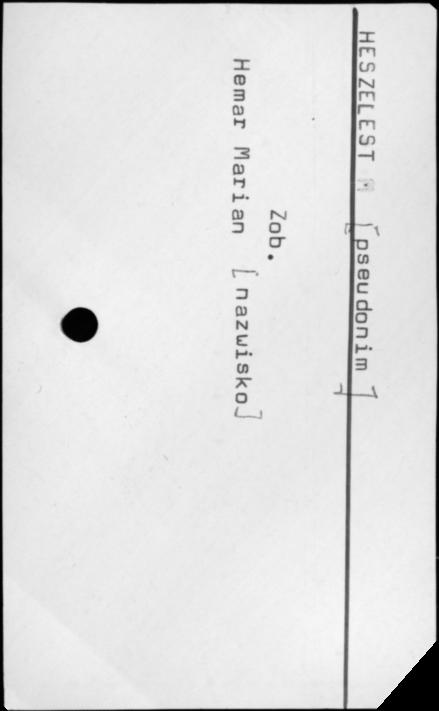 HESZELEST [pseudonim]
Zob.
Hemar Marian [nazwisko]